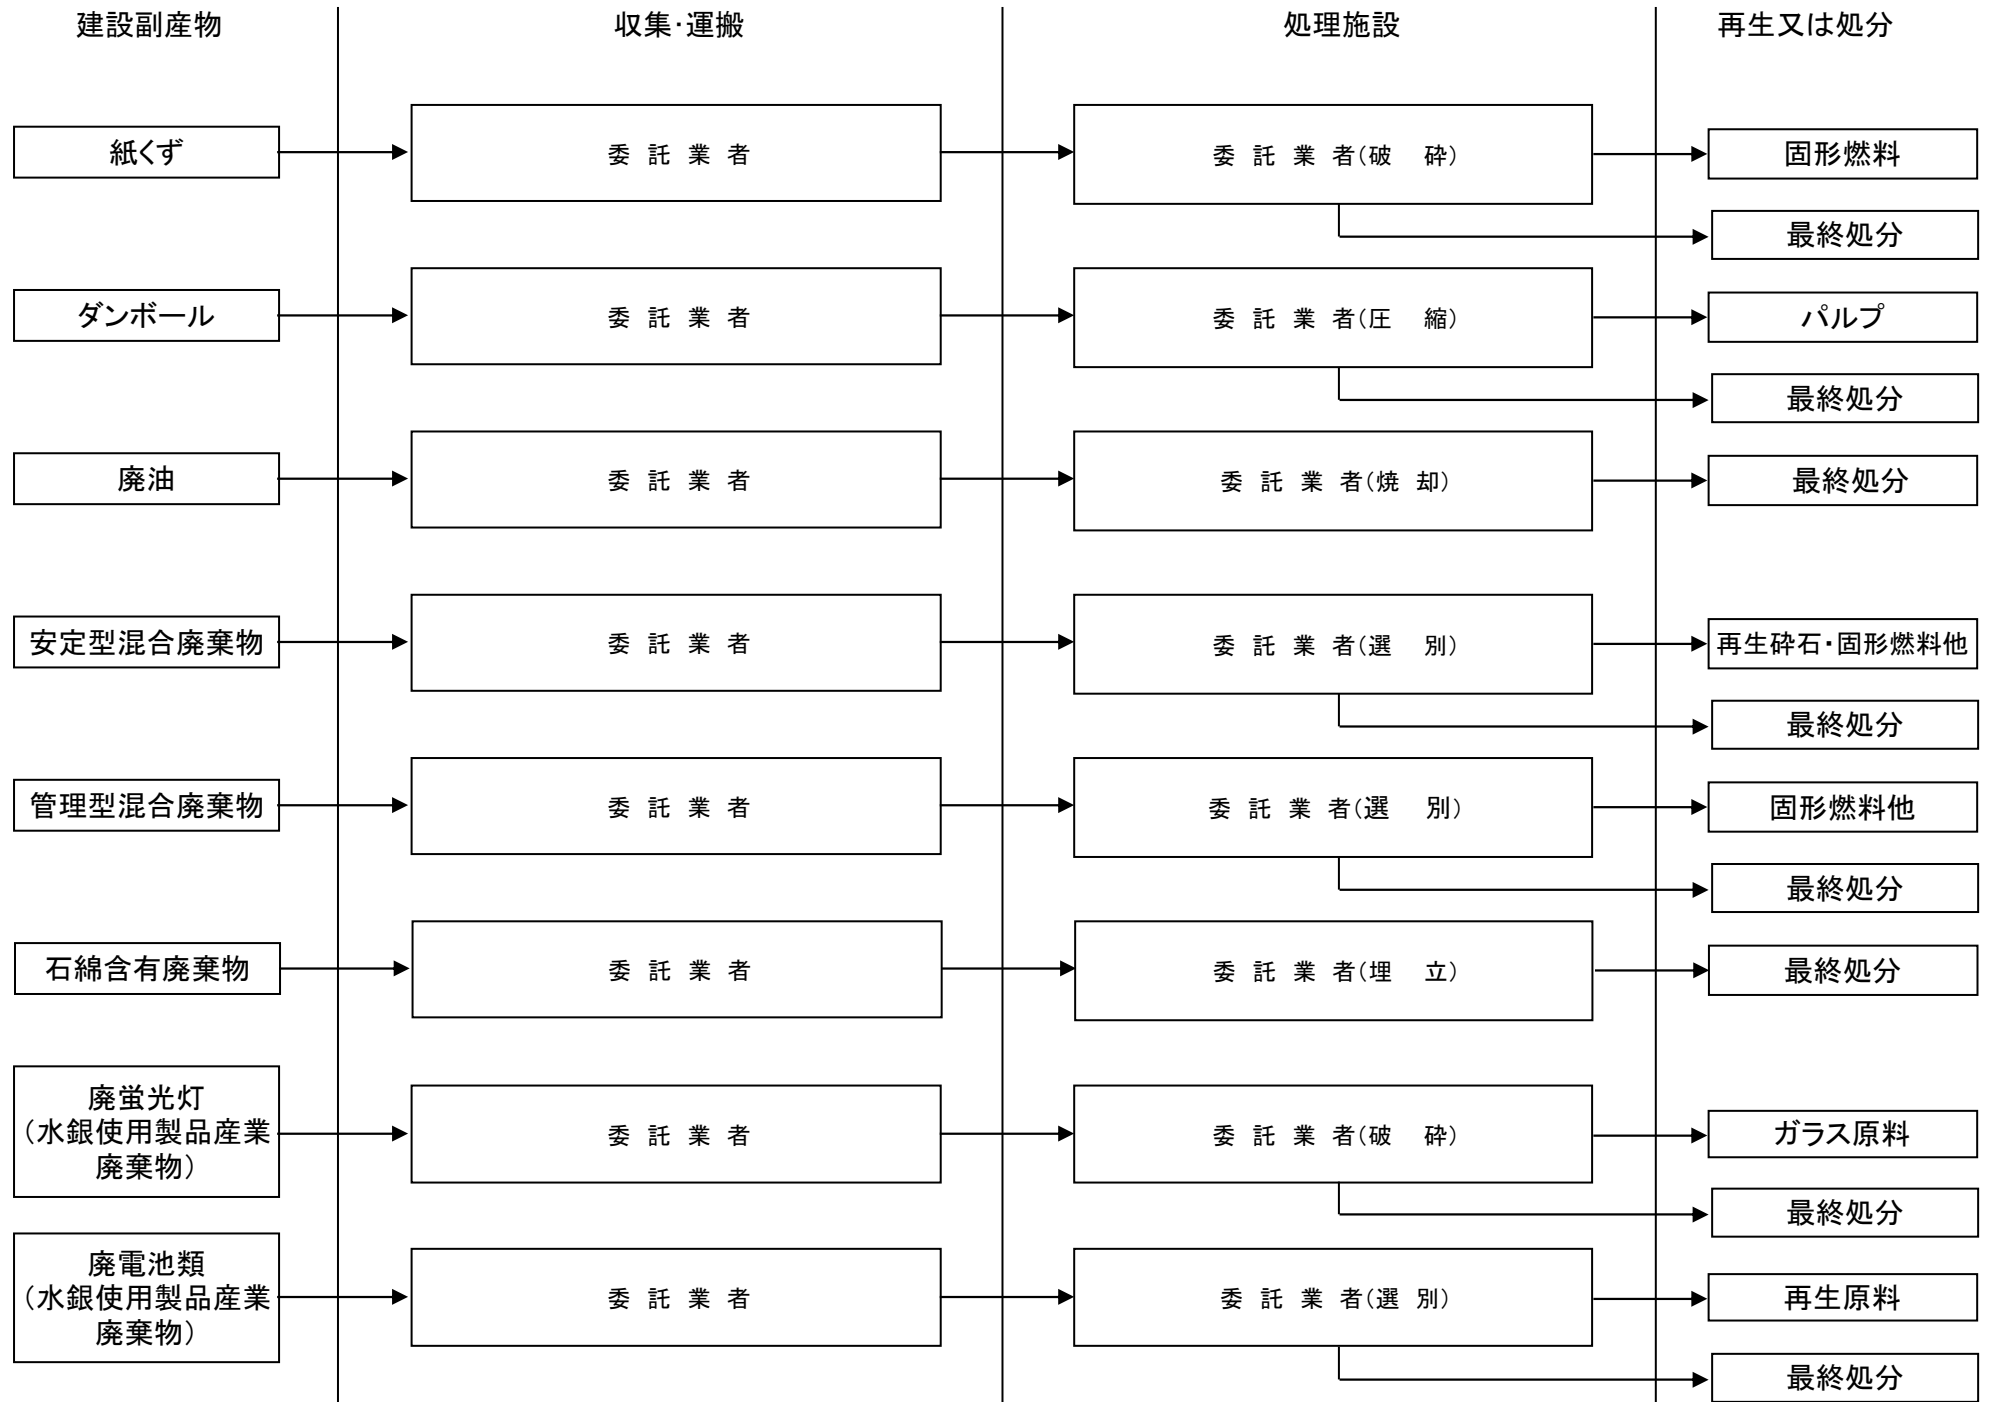 建設副産物 収集・運搬 処理施設 再生又は処分
紙くず 委託業者 委託業者(破 砕) 固形燃料
最終処分
ダンボール 委託業者 委託業者(圧 縮) パルプ
最終処分
廃油 委託業者 委託業者(焼却) 最終処分
安定型混合廃棄物 委託業者 委託業者(選 別) 再生砕石・固形燃料他
最終処分
管理型混合廃棄物 委託業者 委託業者(選 別) 固形燃料他
最終処分
石綿含有廃棄物 委託業者 委託業者(埋 立) 最終処分
廃蛍光灯
(水銀使用製品産業
廃棄物)
委託業者 委託業者(破 砕) ガラス原料
最終処分
廃電池類
(水銀使用製品産業
廃棄物)
委託業者 委託業者(選別) 再生原料
最終処分